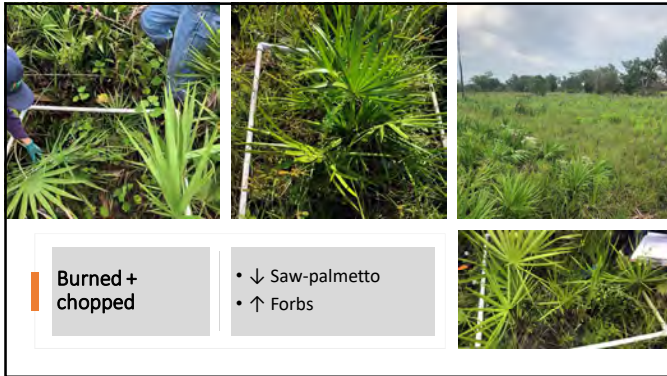 Burned +
chopped
• ↓ Saw-palmetto
• ↑ Forbs